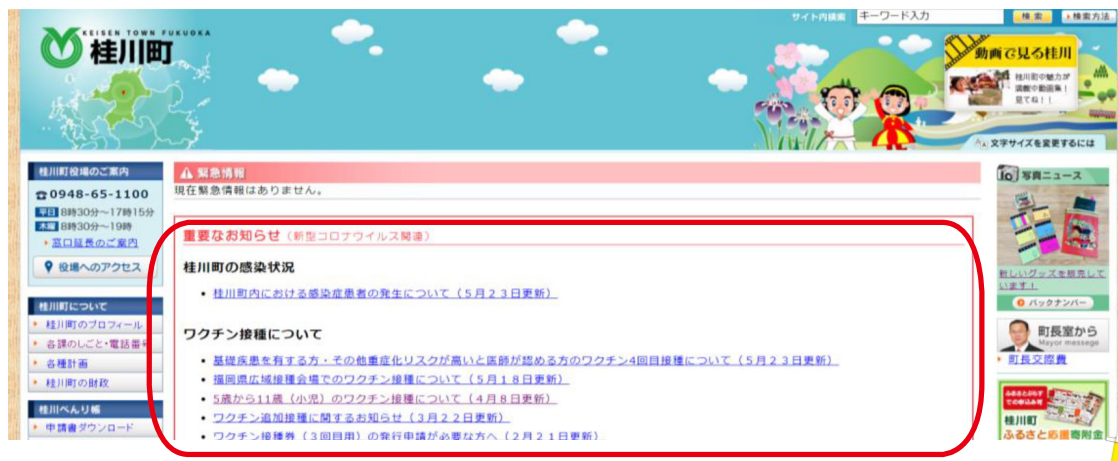 サイト内検索 キーワード入力 検索 検索方法
KEISEN TOWN FUKUOKA
桂川町
動画で見る桂川
桂川町の魅力が
満載の動画集！
見てね！！
文字サイズを変更するには
桂川町役場のご案内
0948-65-1100
平日 8時30分～17時15分
木曜 8時30分～19時
窓口延長のご案内
役場へのアクセス
桂川町について
桂川町のプロフィール
各課のしごと・電話番号
各種計画
桂川町の財政
桂川べんり帳
申請書ダウンロード
緊急情報
現在緊急情報はありません。
重要なお知らせ（新型コロナウイルス関連）
桂川町の感染状況
• 桂川町内における感染症患者の発生について（５月２３日更新）
ワクチン接種について
• 基礎疾患を有する方・その他重症化リスクが高いと医師が認める方のワクチン4回目接種について（５月２３日更新）
• 福岡県広域接種会場でのワクチン接種について（５月１８日更新）
• 5歳から11歳（小児）のワクチン接種について（４月８日更新）
• ワクチン追加接種に関するお知らせ（３月２２日更新）
• ワクチン接種券（３回目用）の発行申請が必要な方へ（２月２１日更新）
写真ニュース
新しいグッズを販売して
います！
バックナンバー
町長室から
Mayor messege
町長交際費
ふるさとがわり
での申込み可
桂川町
ふるさと応援寄附金